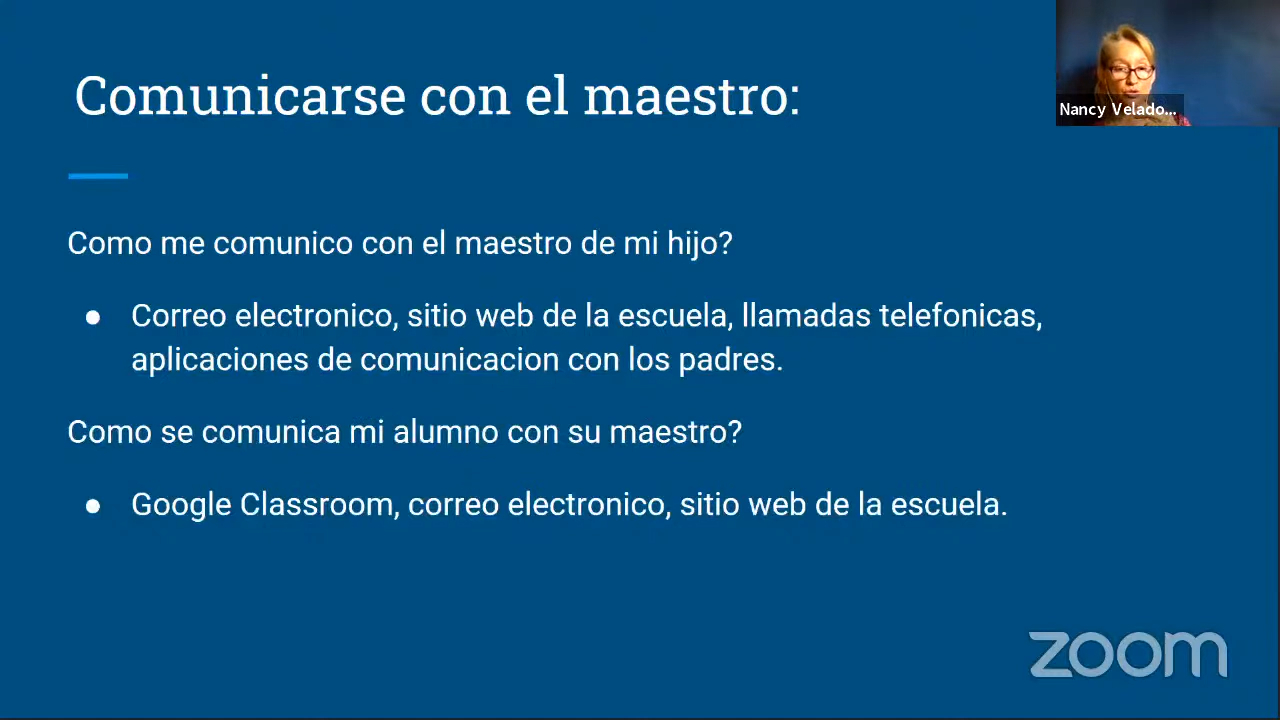 Comunicarse con el maestro:
Nancy Velado...
Como me comunico con el maestro de mi hijo?
● Correo electronico, sitio web de la escuela, llamadas telefonicas,
aplicaciones de comunicacion con los padres.
Como se comunica mi alumno con su maestro?
● Google Classroom, correo electronico, sitio web de la escuela.
zoom